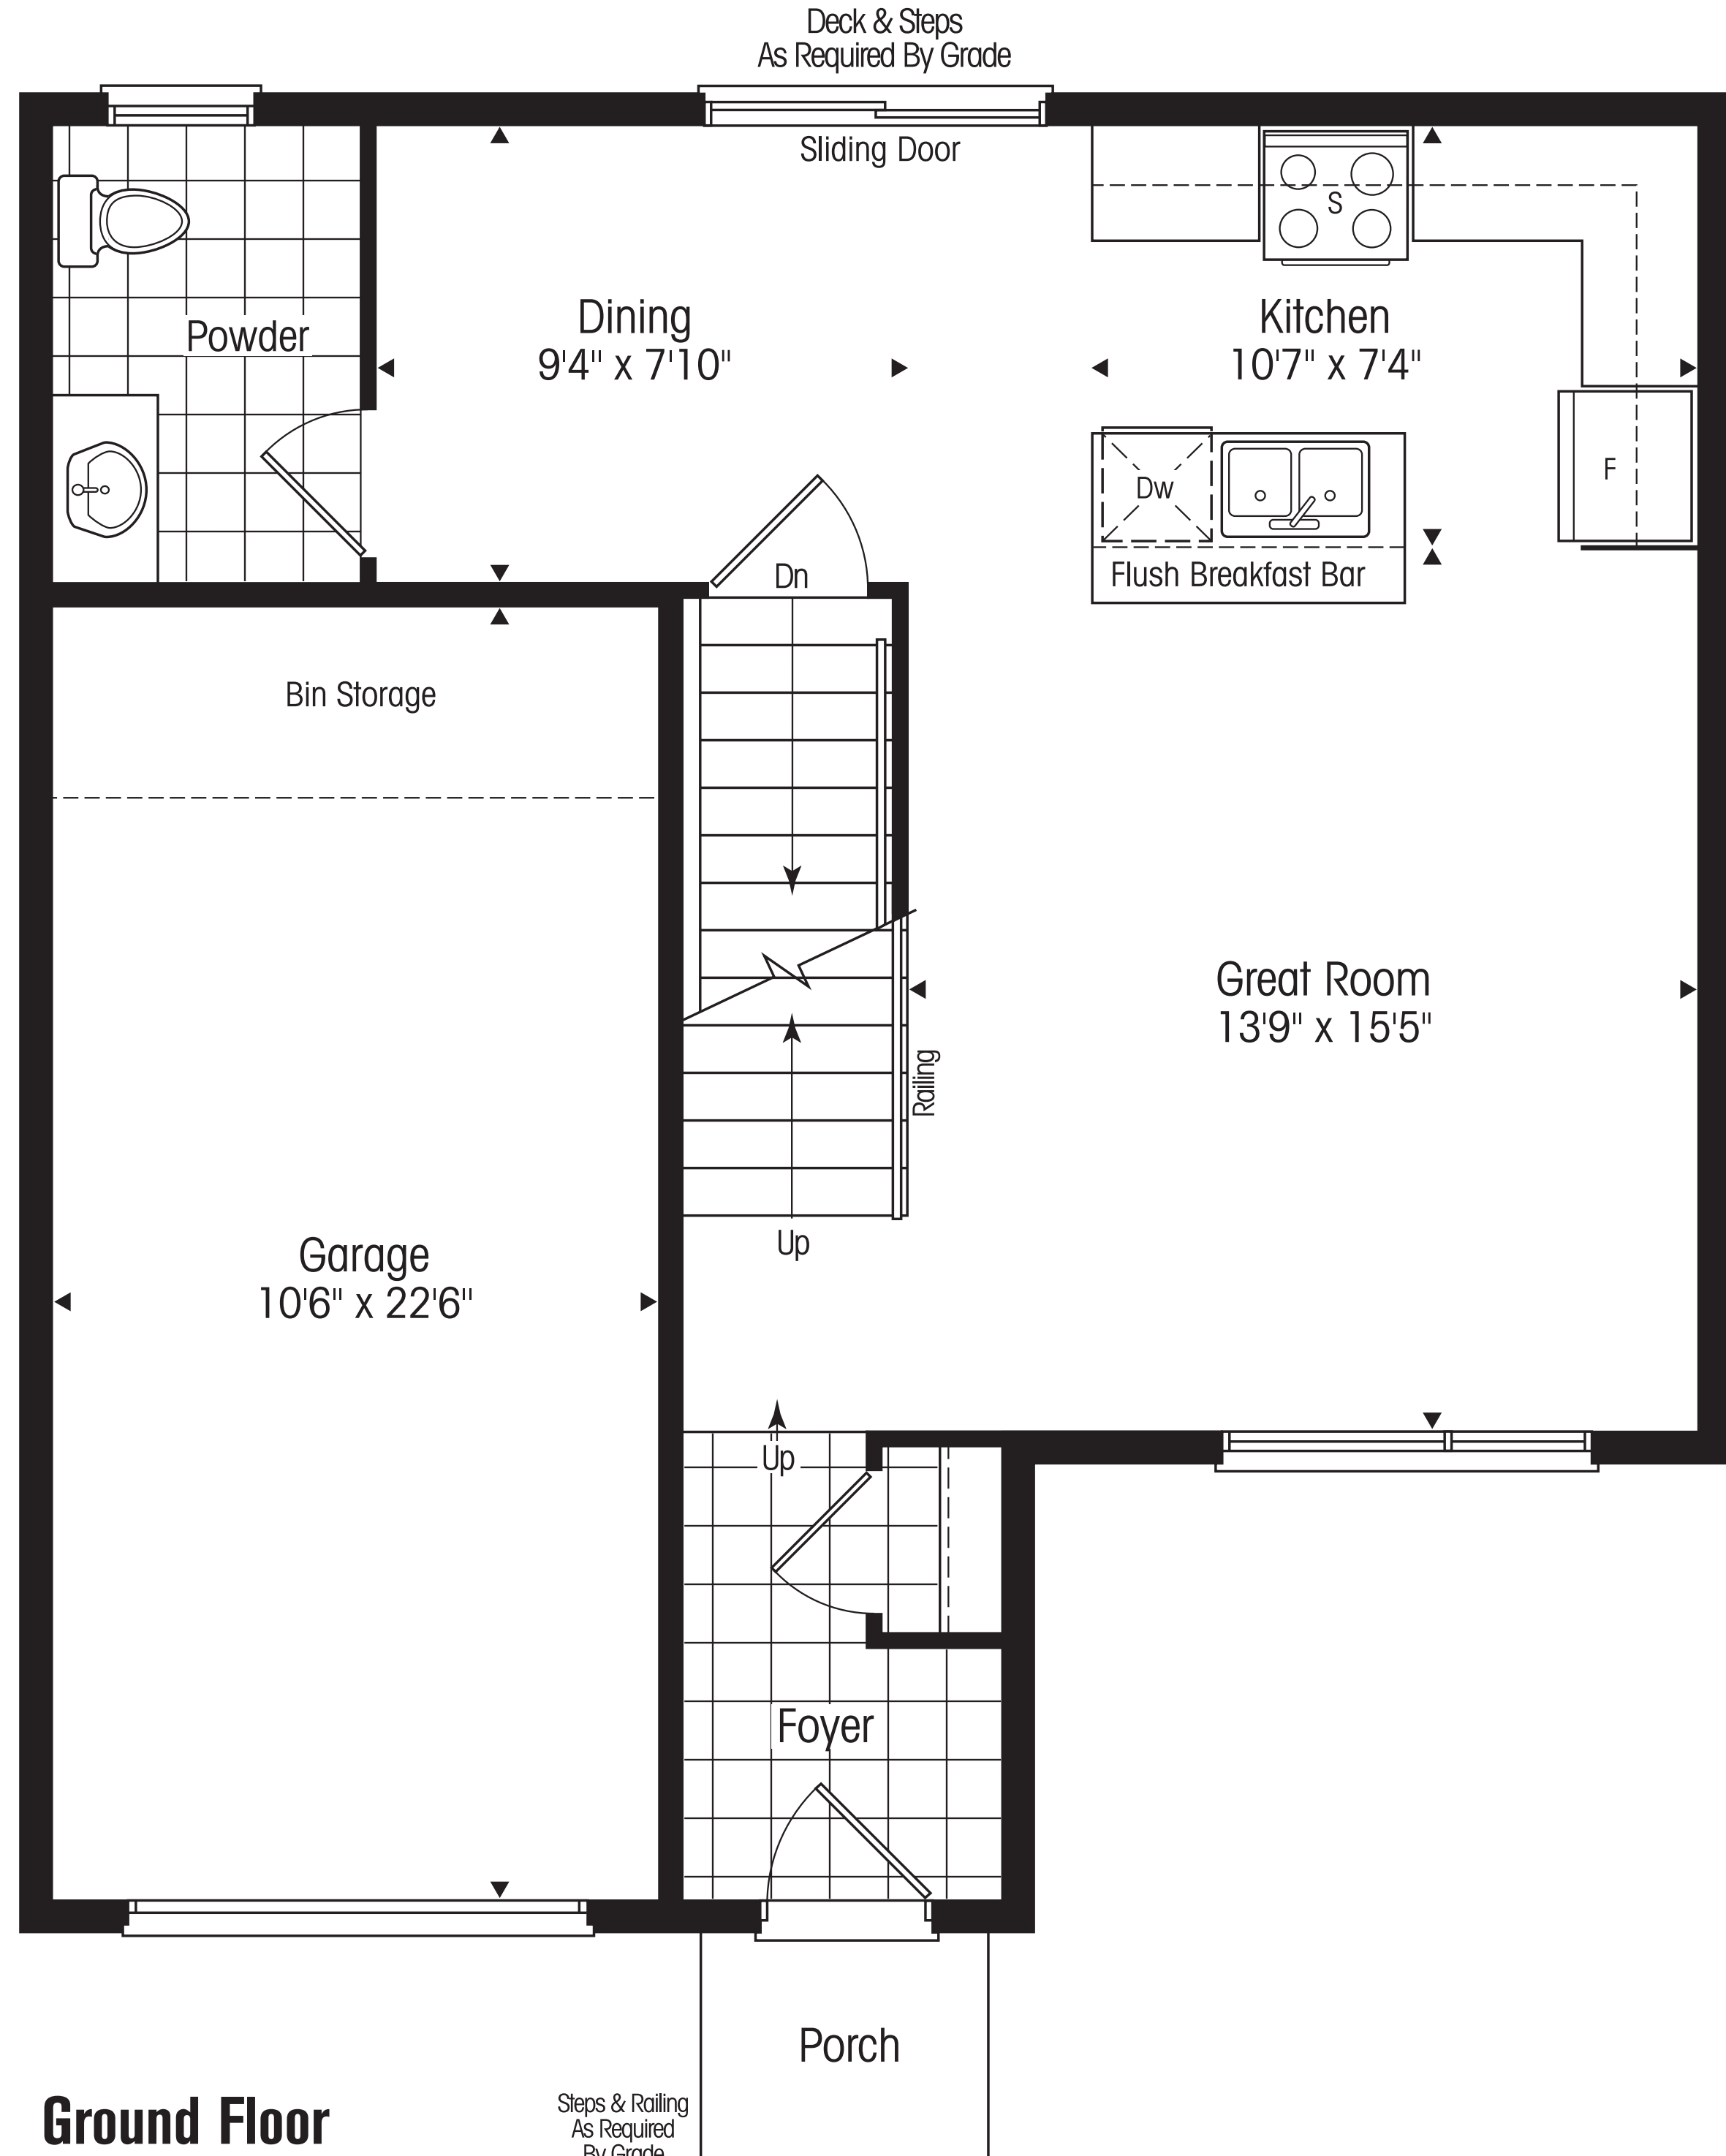 Deck & Steps
As Required By Grade
Sliding Door
S
Powder
Dining
9'4" x 7'10"
Kitchen
10'7" x 7'4"
F
Dw
Flush Breakfast Bar
Dn
Bin Storage
Great Room
13'9" x 15'5"
Railing
Up
Garage
10'6" x 22'6"
Up
Foyer
Porch
Ground Floor
Steps & Railing
As Required
By Grade